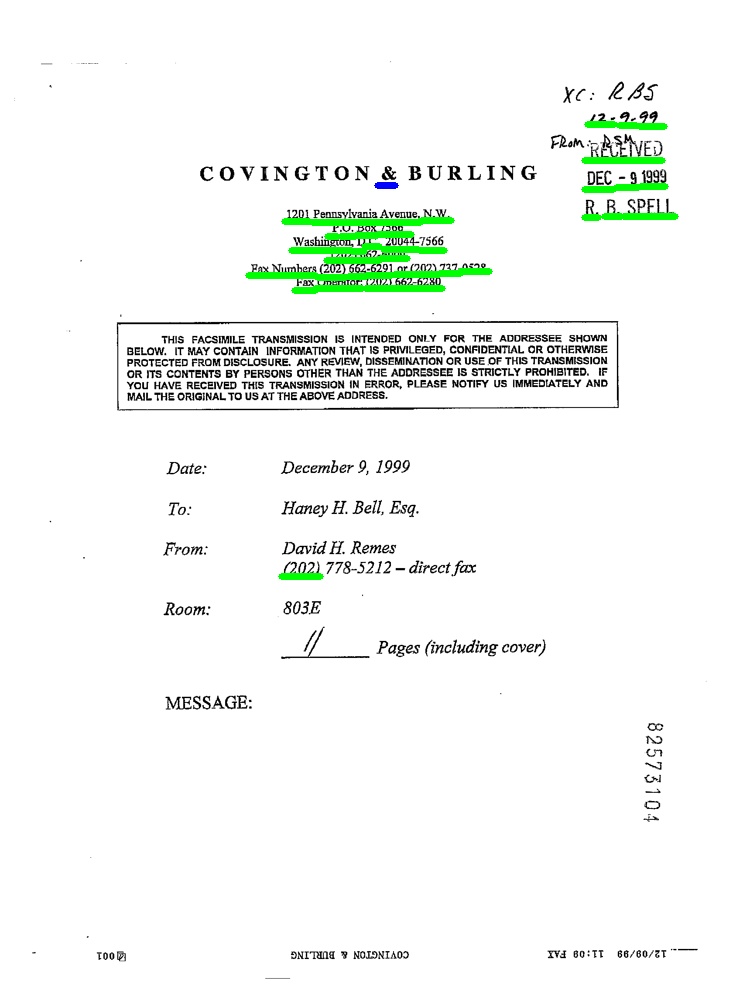 XC: RBS
12-9-99
From: DSM
RECEIVED
DEC - 9 1999
R. B. SPELL
COVINGTON & BURLING
1201 Pennsylvania Avenue, N.W.
P.O. Box 7566
Washington, D.C. 20044-7566
Fax Numbers (202) 662-6291 or (202) 737-0528
Fax Operator: (202) 662-6280
THIS FACSIMILE TRANSMISSION IS INTENDED ONLY FOR THE ADDRESSEE SHOWN
BELOW. IT MAY CONTAIN INFORMATION THAT IS PRIVILEGED, CONFIDENTIAL OR OTHERWISE
PROTECTED FROM DISCLOSURE. ANY REVIEW, DISSEMINATION OR USE OF THIS TRANSMISSION
OR ITS CONTENTS BY PERSONS OTHER THAN THE ADDRESSEE IS STRICTLY PROHIBITED. IF
YOU HAVE RECEIVED THIS TRANSMISSION IN ERROR, PLEASE NOTIFY US IMMEDIATELY AND
MAIL THE ORIGINAL TO US AT THE ABOVE ADDRESS.
Date: December 9, 1999
To: Haney H. Bell, Esq.
From: David H. Remes
(202) 778-5212 – direct fax
Room: 803E
11 Pages (including cover)
MESSAGE:
82573104
12/09/99 11:09 FAX COVINGTON & BURLING 001